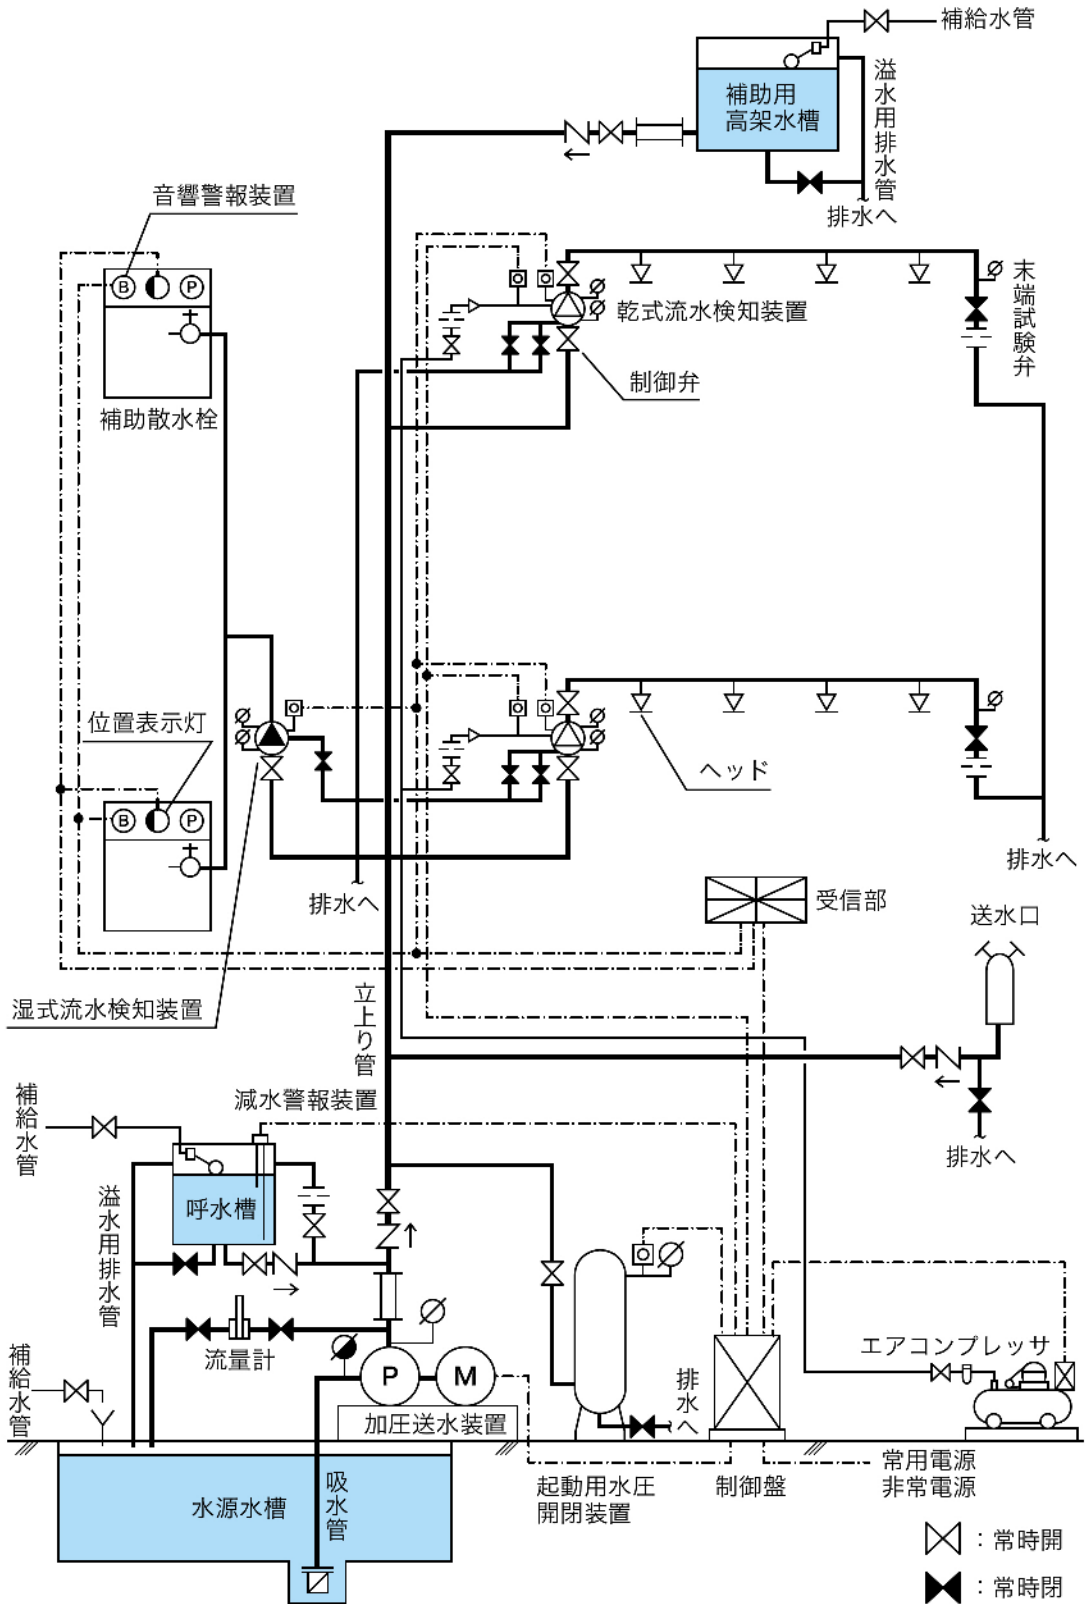 補給水管
補助用
高架水槽
溢水用排水管
排水へ
音響警報装置
B
P
補助散水栓
乾式流水検知装置
制御弁
末端試験弁
位置表示灯
B
P
ヘッド
排水へ
排水へ
受信部
送水口
湿式流水検知装置
立上り管
排水へ
補給水管
減水警報装置
呼水槽
溢水用排水管
流量計
補給水管
P
M
加圧送水装置
排水へ
エアコンプレッサ
水源水槽
吸水管
起動用水圧
開閉装置
制御盤
常用電源
非常電源
：常時開
：常時閉